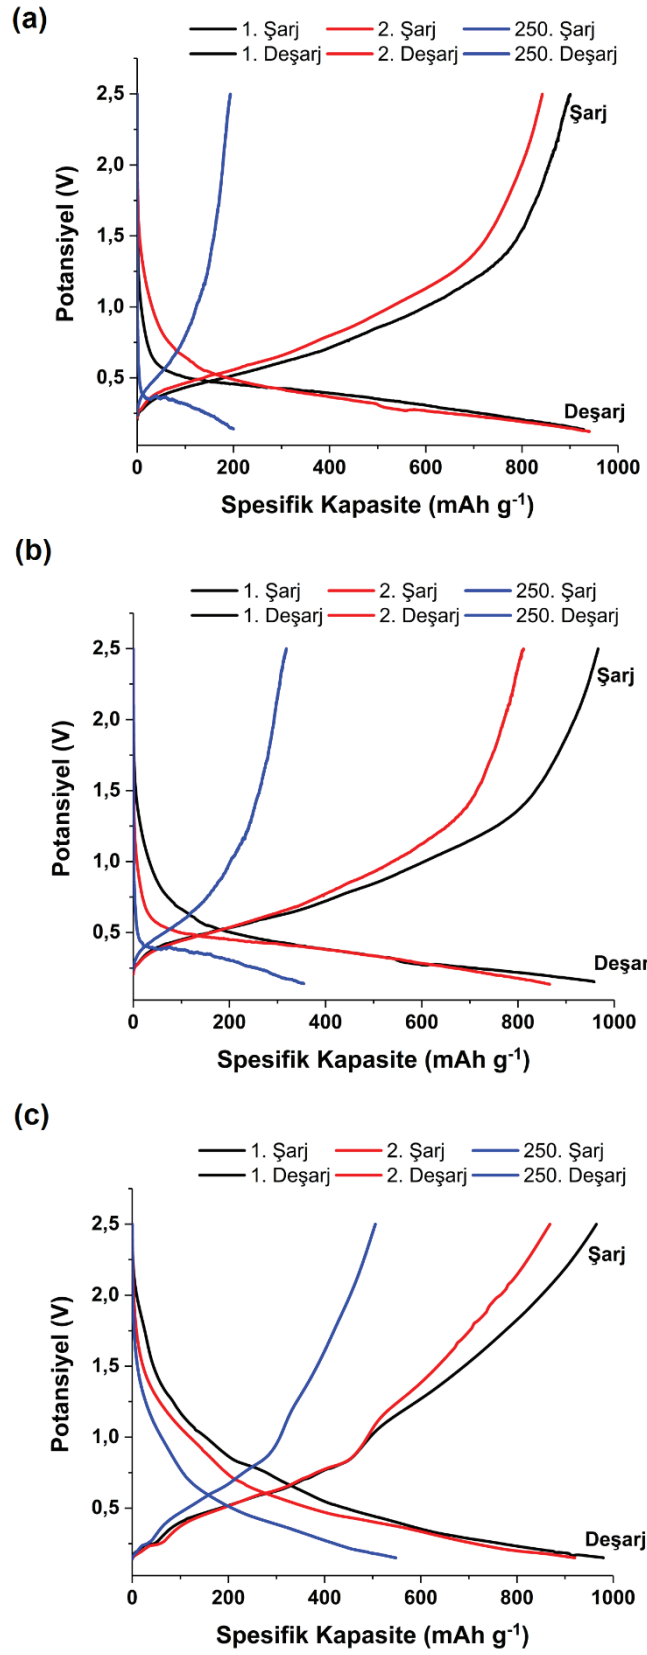 (a)
1. Şarj 2. Şarj 250. Şarj
1. Deşarj 2. Deşarj 250. Deşarj
2,5
Şarj
2,0
1,5
1,0
0,5
Deşarj
Potansiyel (V)
0 200 400 600 800 1000
Spesifik Kapasite (mAh g⁻¹)
(b)
1. Şarj 2. Şarj 250. Şarj
1. Deşarj 2. Deşarj 250. Deşarj
2,5
Şarj
2,0
1,5
1,0
0,5
Deşar
Potansiyel (V)
0 200 400 600 800 1000
Spesifik Kapasite (mAh g⁻¹)
(c)
1. Şarj 2. Şarj 250. Şarj
1. Deşarj 2. Deşarj 250. Deşarj
2,5
Şarj
2,0
1,5
1,0
0,5
Deşarj
Potansiyel (V)
0 200 400 600 800 1000
Spesifik Kapasite (mAh g⁻¹)